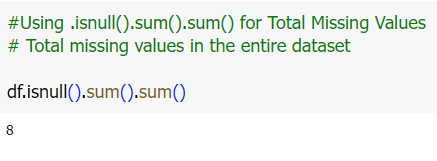 #Using .isnull().sum().sum() for Total Missing Values
# Total missing values in the entire dataset
df.isnull().sum().sum()
8